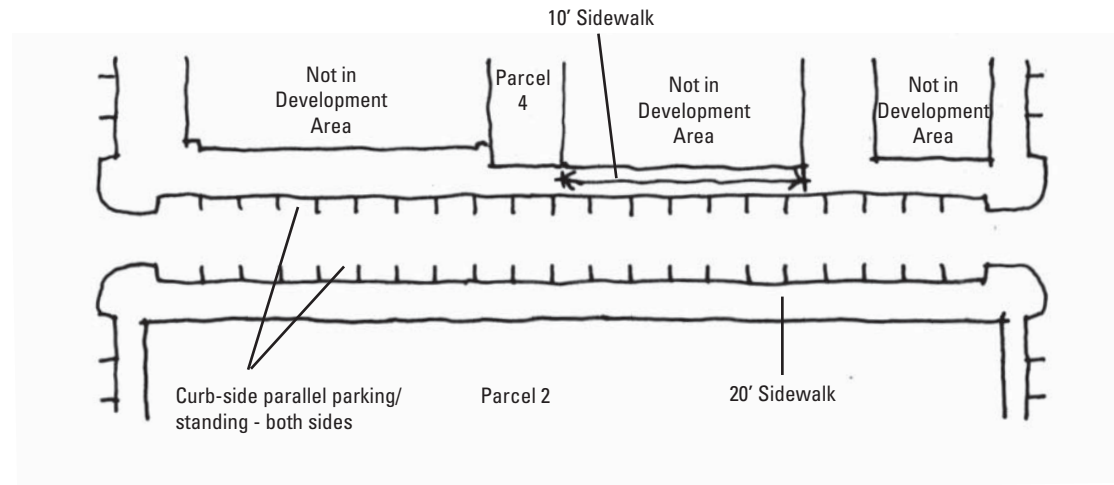 10’ Sidewalk
Not in
Development
Area
Parcel
4
Not in
Development
Area
Not in
Development
Area
Curb-side parallel parking/
standing - both sides
Parcel 2
20’ Sidewalk